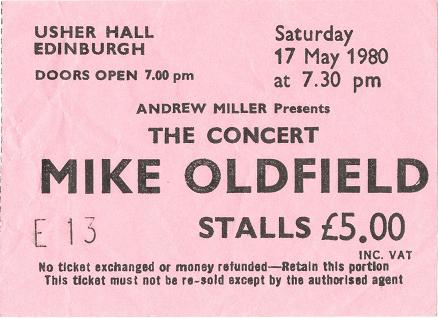 USHER HALL
EDINBURGH
DOORS OPEN 7.00 pm
Saturday
17 May 1980
at 7.30 pm
ANDREW MILLER Presents
THE CONCERT
MIKE OLDFIELD
E 13
STALLS £5.00
INC. VAT
No ticket exchanged or money refunded—Retain this portion
This ticket must not be re-sold except by the authorised agent